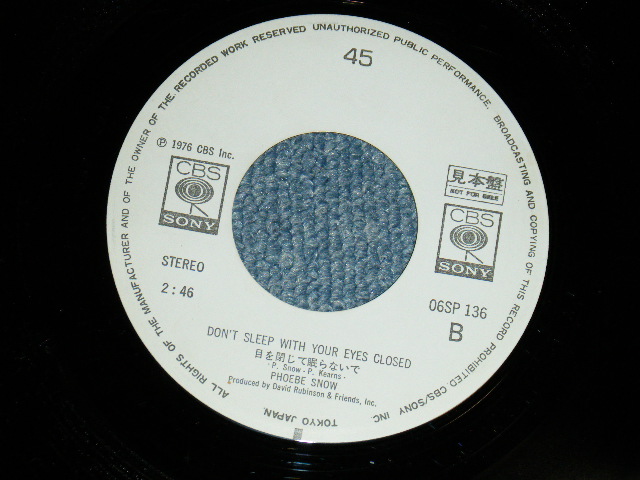 ALL RIGHTS OF THE MANUFACTURER AND OF THE OWNER OF THE RECORDED WORK RESERVED UNAUTHORIZED PUBLIC PERFORMANCE. BROADCASTING AND COPYING OF THIS RECORD PROHIBITED CBS/SONY INC. TOKYO JAPAN.
45
℗ 1976 CBS Inc.
CBS
SONY
見本盤
NOT FOR SALE
CBS
SONY
STEREO
2:46
06SP 136
B
DON'T SLEEP WITH YOUR EYES CLOSED
目を閉じて眠らないで
・P. Snow - P. Kearns・
PHOEBE SNOW
Produced by David Rubinson & Friends, Inc.